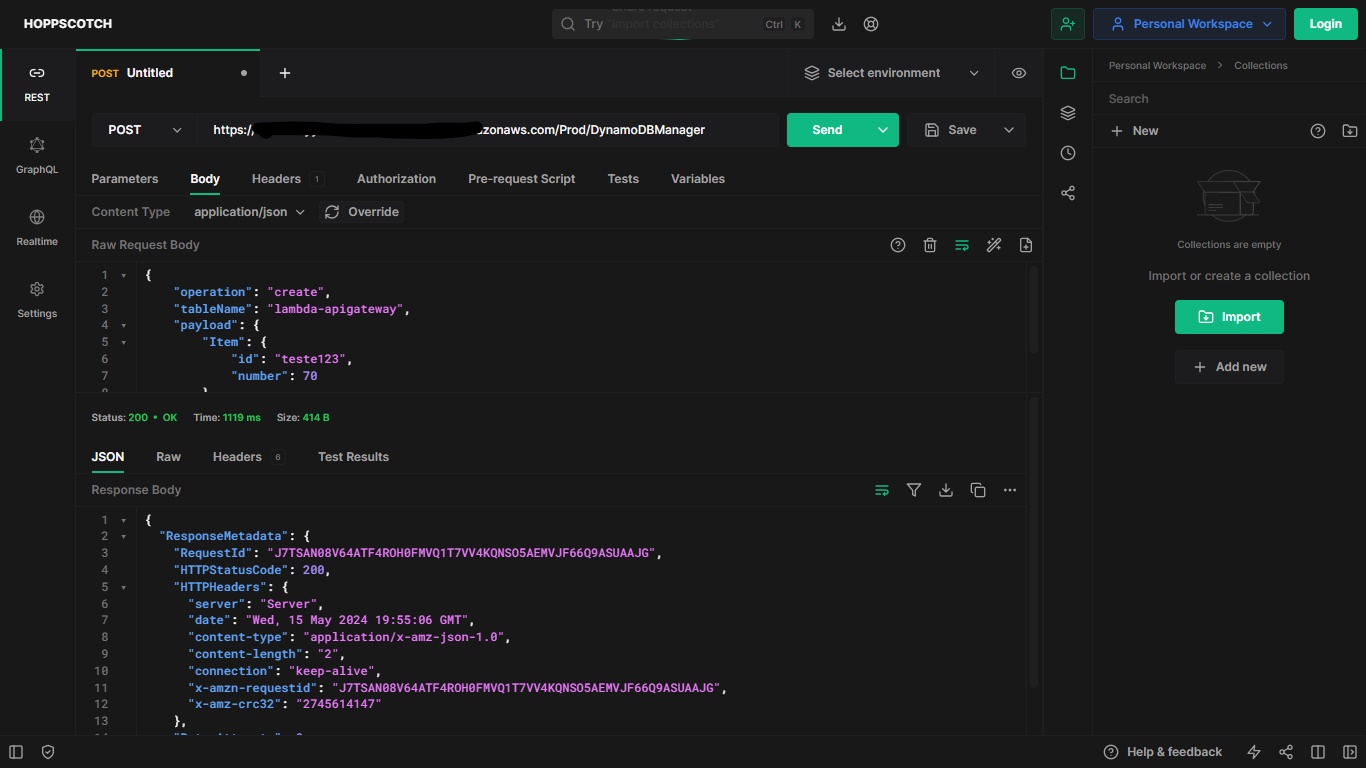 HOPPSCOTCH
Try
Ctrl K
Personal Workspace
Login
REST
GraphQL
Realtime
Settings
POST Untitled
Select environment
POST
https:/
zonaws.com/Prod/DynamoDBManager
Send
Save
Parameters
Body
Headers 1
Authorization
Pre-request Script
Tests
Variables
Content Type
application/json
Override
Raw Request Body
1 {
2 "operation": "create",
3 "tableName": "lambda-apigateway",
4 "payload": {
5 "Item": {
6 "id": "teste123",
7 "number": 70
Status: 200 • OK Time: 1119 ms Size: 414 B
JSON
Raw
Headers 6
Test Results
Response Body
1 {
2 "ResponseMetadata": {
3 "RequestId": "J7TSAN08V64ATF4ROH0FMVQ1T7VV4KQNSO5AEMVJF66Q9ASUAAJG",
4 "HTTPStatusCode": 200,
5 "HTTPHeaders": {
6 "server": "Server",
7 "date": "Wed, 15 May 2024 19:55:06 GMT",
8 "content-type": "application/x-amz-json-1.0",
9 "content-length": "2",
10 "connection": "keep-alive",
11 "x-amzn-requestid": "J7TSAN08V64ATF4ROH0FMVQ1T7VV4KQNSO5AEMVJF66Q9ASUAAJG",
12 "x-amz-crc32": "2745614147"
13 },
Personal Workspace > Collections
Search
New
Collections are empty
Import or create a collection
Import
Add new
Help & feedback